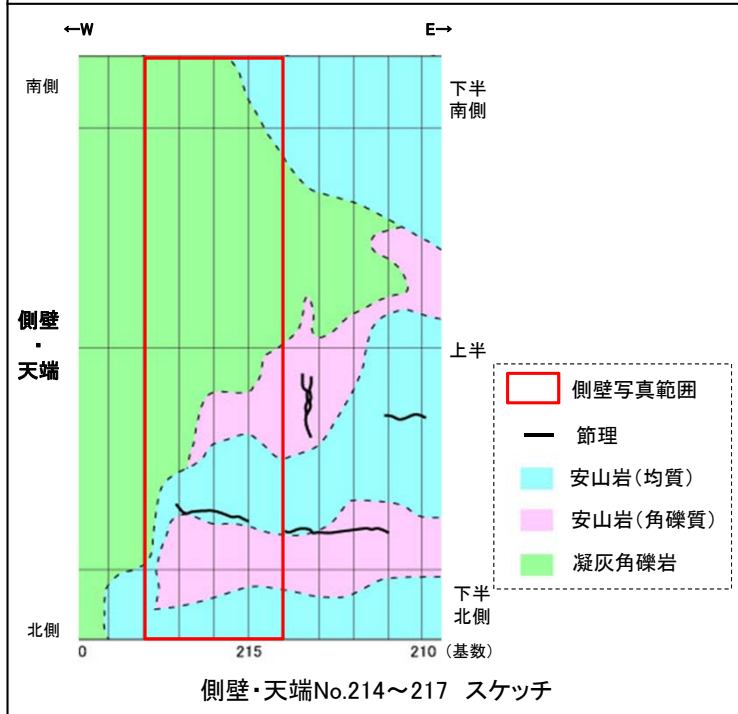 ←W
E→
南側
下半
南側
側壁
・
天端
上半
側壁写真範囲
節理
安山岩(均質)
安山岩(角礫質)
凝灰角礫岩
下半
北側
北側
0
215
210
(基数)
側壁・天端No.214～217 スケッチ